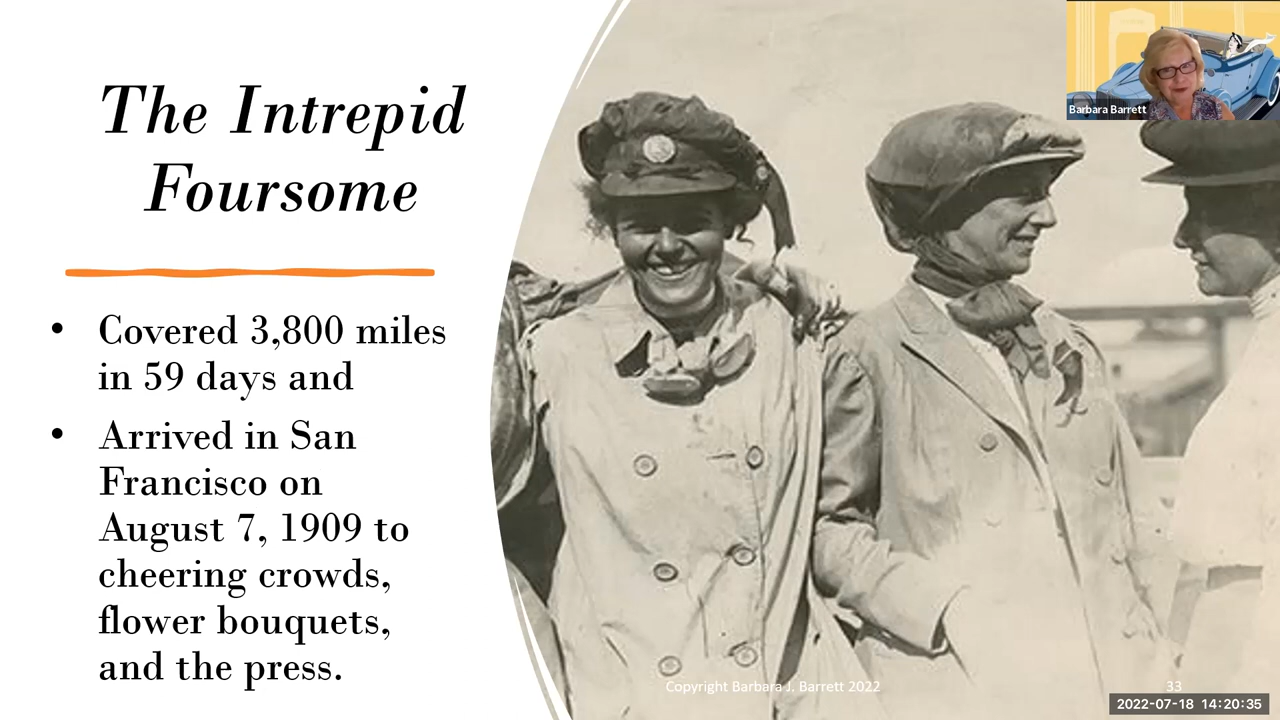 The Intrepid
Foursome
• Covered 3,800 miles
in 59 days and
• Arrived in San
Francisco on
August 7, 1909 to
cheering crowds,
flower bouquets,
and the press.
Barbara Barrett
Copyright Barbara J. Barrett 2022
33
2022-07-18 14:20:35